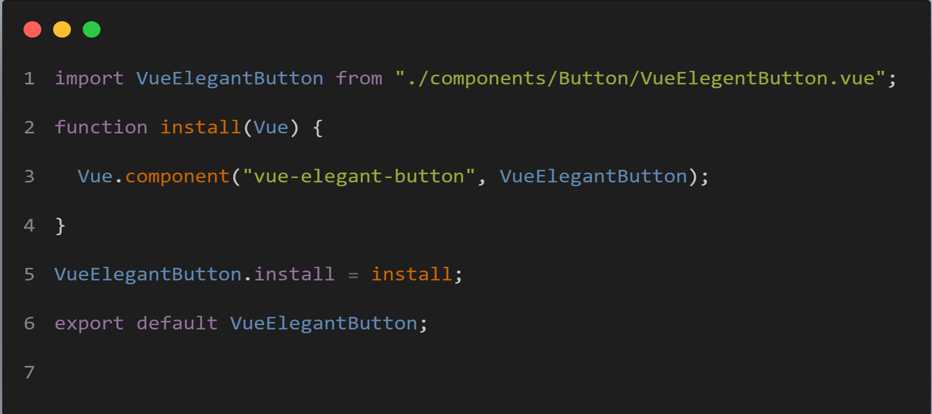 1 import VueElegantButton from "./components/Button/VueElegentButton.vue";
2 function install(Vue) {
3   Vue.component("vue-elegant-button", VueElegantButton);
4 }
5 VueElegantButton.install = install;
6 export default VueElegantButton;
7